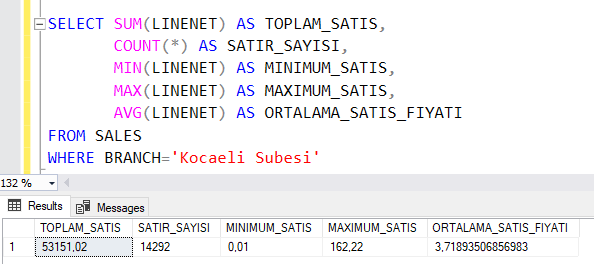 SELECT SUM(LINENET) AS TOPLAM_SATIS,
COUNT(*) AS SATIR_SAYISI,
MIN(LINENET) AS MINIMUM_SATIS,
MAX(LINENET) AS MAXIMUM_SATIS,
AVG(LINENET) AS ORTALAMA_SATIS_FIYATI
FROM SALES
WHERE BRANCH='Kocaeli Subesi'
132 %
Results Messages
TOPLAM_SATIS SATIR_SAYISI MINIMUM_SATIS MAXIMUM_SATIS ORTALAMA_SATIS_FIYATI
1 53151,02 14292 0,01 162,22 3,71893506856983